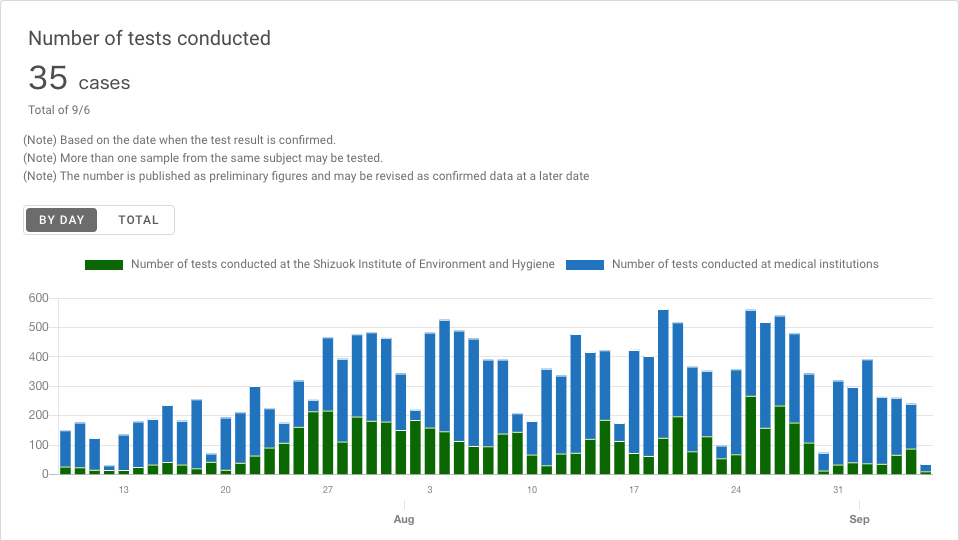 Number of tests conducted
35 cases
Total of 9/6
(Note) Based on the date when the test result is confirmed.
(Note) More than one sample from the same subject may be tested.
(Note) The number is published as preliminary figures and may be revised as confirmed data at a later date
BY DAY TOTAL
Number of tests conducted at the Shizuok Institute of Environment and Hygiene Number of tests conducted at medical institutions
600
500
400
300
200
100
0
13 20 27 3 10 17 24 31
Aug Sep